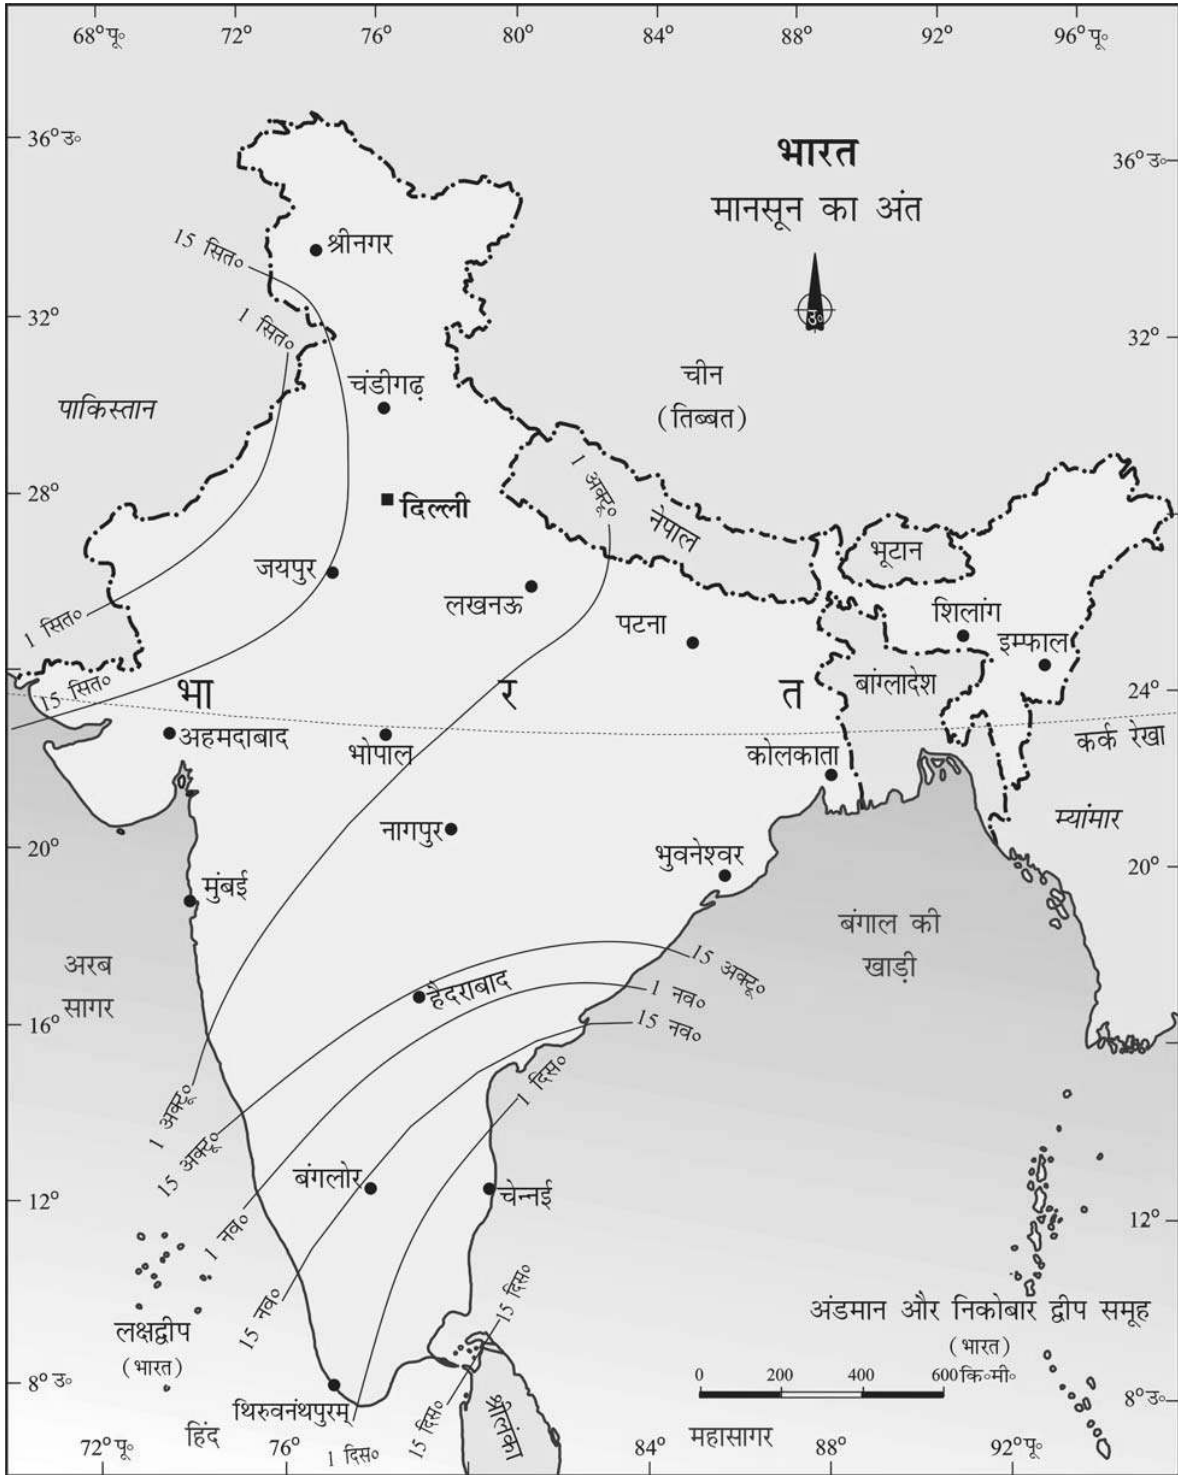 68°पू॰ 72° 76° 80° 84° 88° 92° 96°पू॰
36°उ॰
36°उ॰
भारत
मानसून का अंत
उ॰
श्रीनगर
15 सित॰
1 सित॰
32°
32°
चीन
(तिब्बत)
चंडीगढ़
पाकिस्तान
1 अक्टू॰
28°
दिल्ली
नेपाल
भूटान
जयपुर
लखनऊ
पटना
शिलांग
इम्फाल
1 सित॰
15 सित॰
भा र त
बांग्लादेश
24°
कर्क रेखा
अहमदाबाद
भोपाल
कोलकाता
नागपुर
म्यांमार
20°
भुवनेश्वर
20°
मुंबई
बंगाल की
खाड़ी
अरब
सागर
हैदराबाद
15 अक्टू॰
1 नव॰
15 नव॰
16°
1 दिस॰
1 अक्टू॰
15 अक्टू॰
बंगलोर
चेन्नई
12°
12°
1 नव॰
15 नव॰
15 दिस॰
लक्षद्वीप
(भारत)
अंडमान और निकोबार द्वीप समूह
(भारत)
0 200 400 600 कि॰मी॰
8°उ॰
8°उ॰
थिरुवनंथपुरम्
श्रीलंका
हिंद
महासागर
1 दिस॰
15 दिस॰
72°पू॰ 76° 84° 88° 92°पू॰